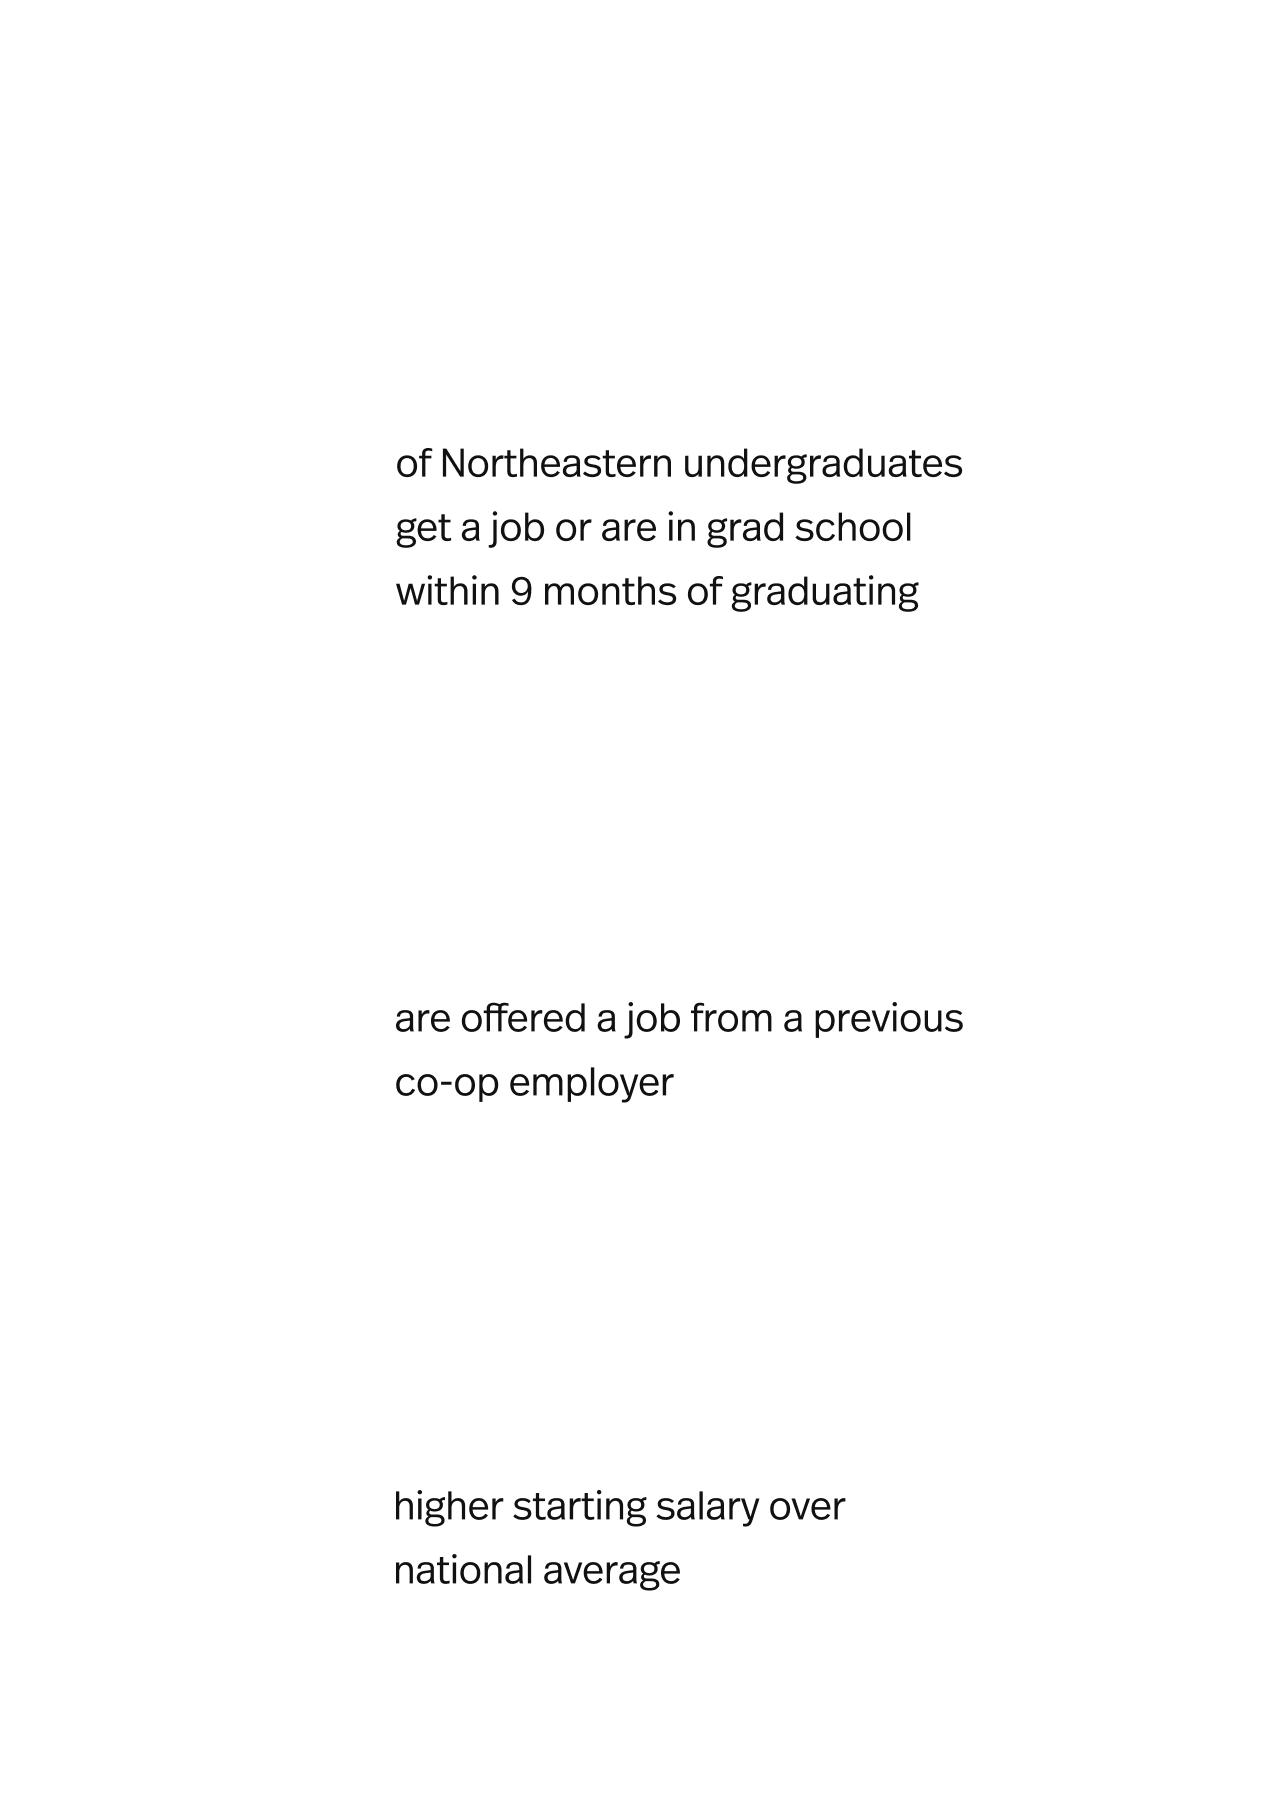 of Northeastern undergraduates
get a job or are in grad school
within 9 months of graduating
are offered a job from a previous
co-op employer
higher starting salary over
national average